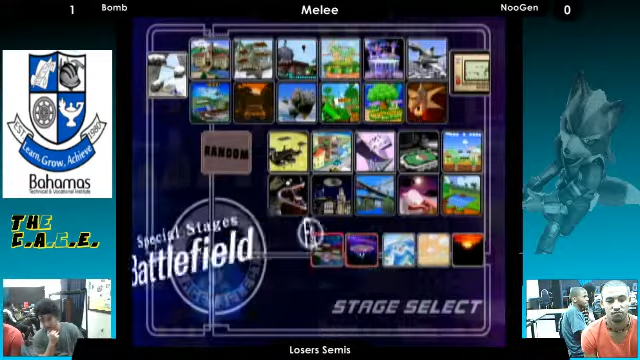 1 Bomb Melee NooGen 0
EST. 1980
Learn, Grow, Achieve
Bahamas
Technical & Vocational Institute
THE
C.A.G.E.
RANDOM
Special Stages
Battlefield
STAGE SELECT
Losers Semis